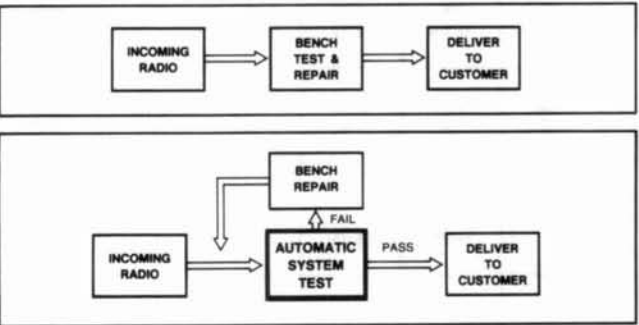 INCOMING
RADIO
BENCH
TEST &
REPAIR
DELIVER
TO
CUSTOMER
BENCH
REPAIR
FAIL
INCOMING
RADIO
AUTOMATIC
SYSTEM
TEST
PASS
DELIVER
TO
CUSTOMER